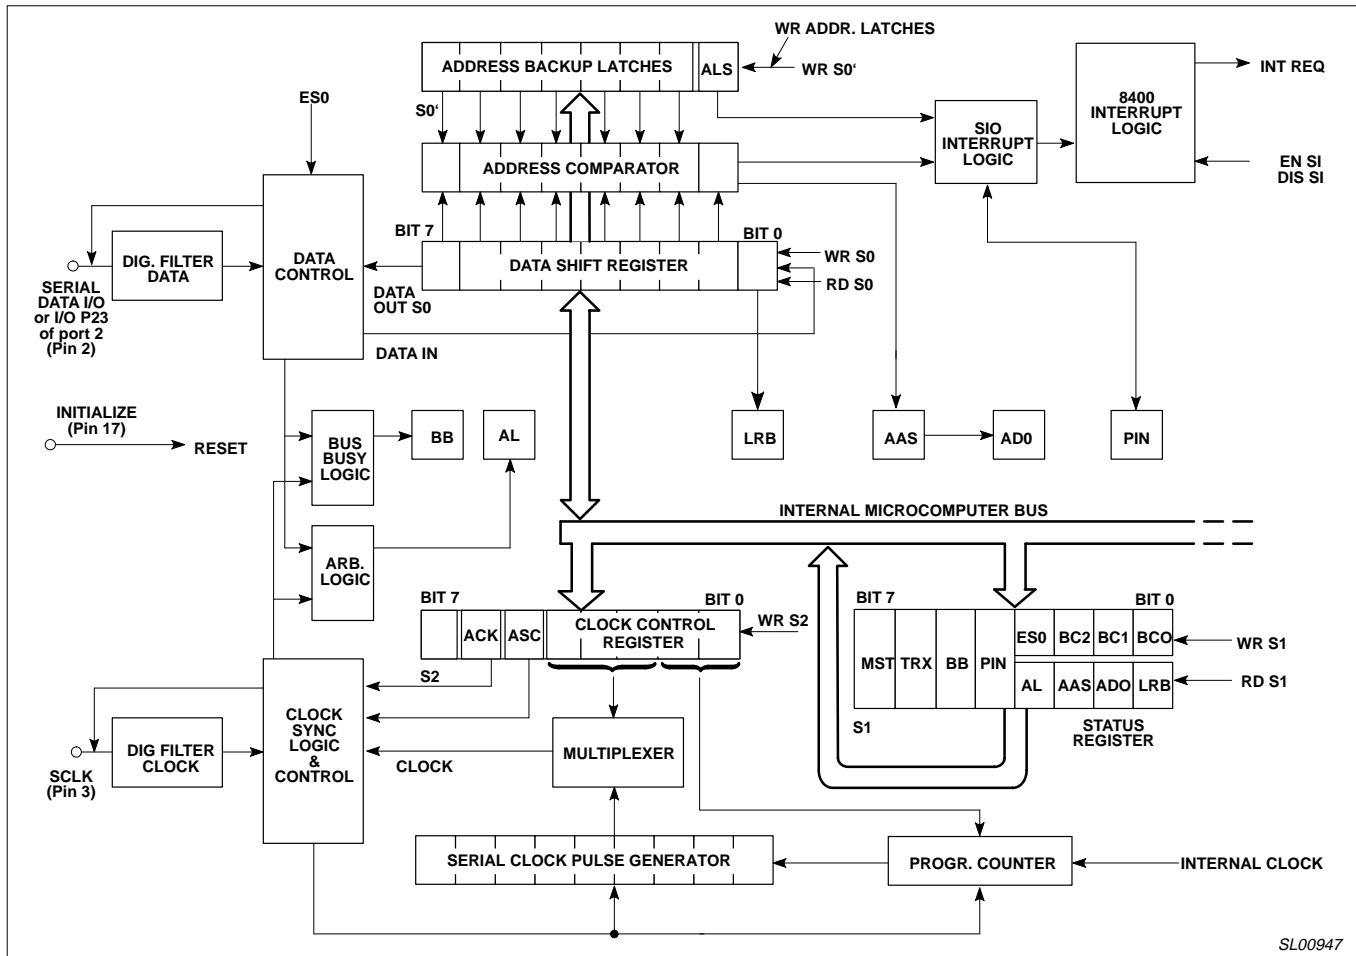 WR ADDR. LATCHES
ADDRESS BACKUP LATCHES
ALS
WR S0‘
INT REQ
8400
INTERRUPT
LOGIC
ES0
S0‘
SIO
INTERRUPT
LOGIC
EN SI
DIS SI
ADDRESS COMPARATOR
BIT 7
BIT 0
DIG. FILTER
DATA
DATA
CONTROL
DATA SHIFT REGISTER
WR S0
RD S0
SERIAL
DATA I/O
or I/O P23
of port 2
(Pin 2)
DATA
OUT S0
DATA IN
INITIALIZE
(Pin 17)
RESET
BUS
BUSY
LOGIC
BB
AL
LRB
AAS
AD0
PIN
INTERNAL MICROCOMPUTER BUS
ARB.
LOGIC
BIT 7
BIT 0
ACK
ASC
CLOCK CONTROL
REGISTER
WR S2
S2
BIT 7
BIT 0
MST
TRX
BB
PIN
ES0
BC2
BC1
BCO
WR S1
AL
AAS
ADO
LRB
RD S1
S1
STATUS
REGISTER
CLOCK
SYNC
LOGIC
&
CONTROL
DIG FILTER
CLOCK
SCLK
(Pin 3)
CLOCK
MULTIPLEXER
SERIAL CLOCK PULSE GENERATOR
PROGR. COUNTER
INTERNAL CLOCK
SL00947